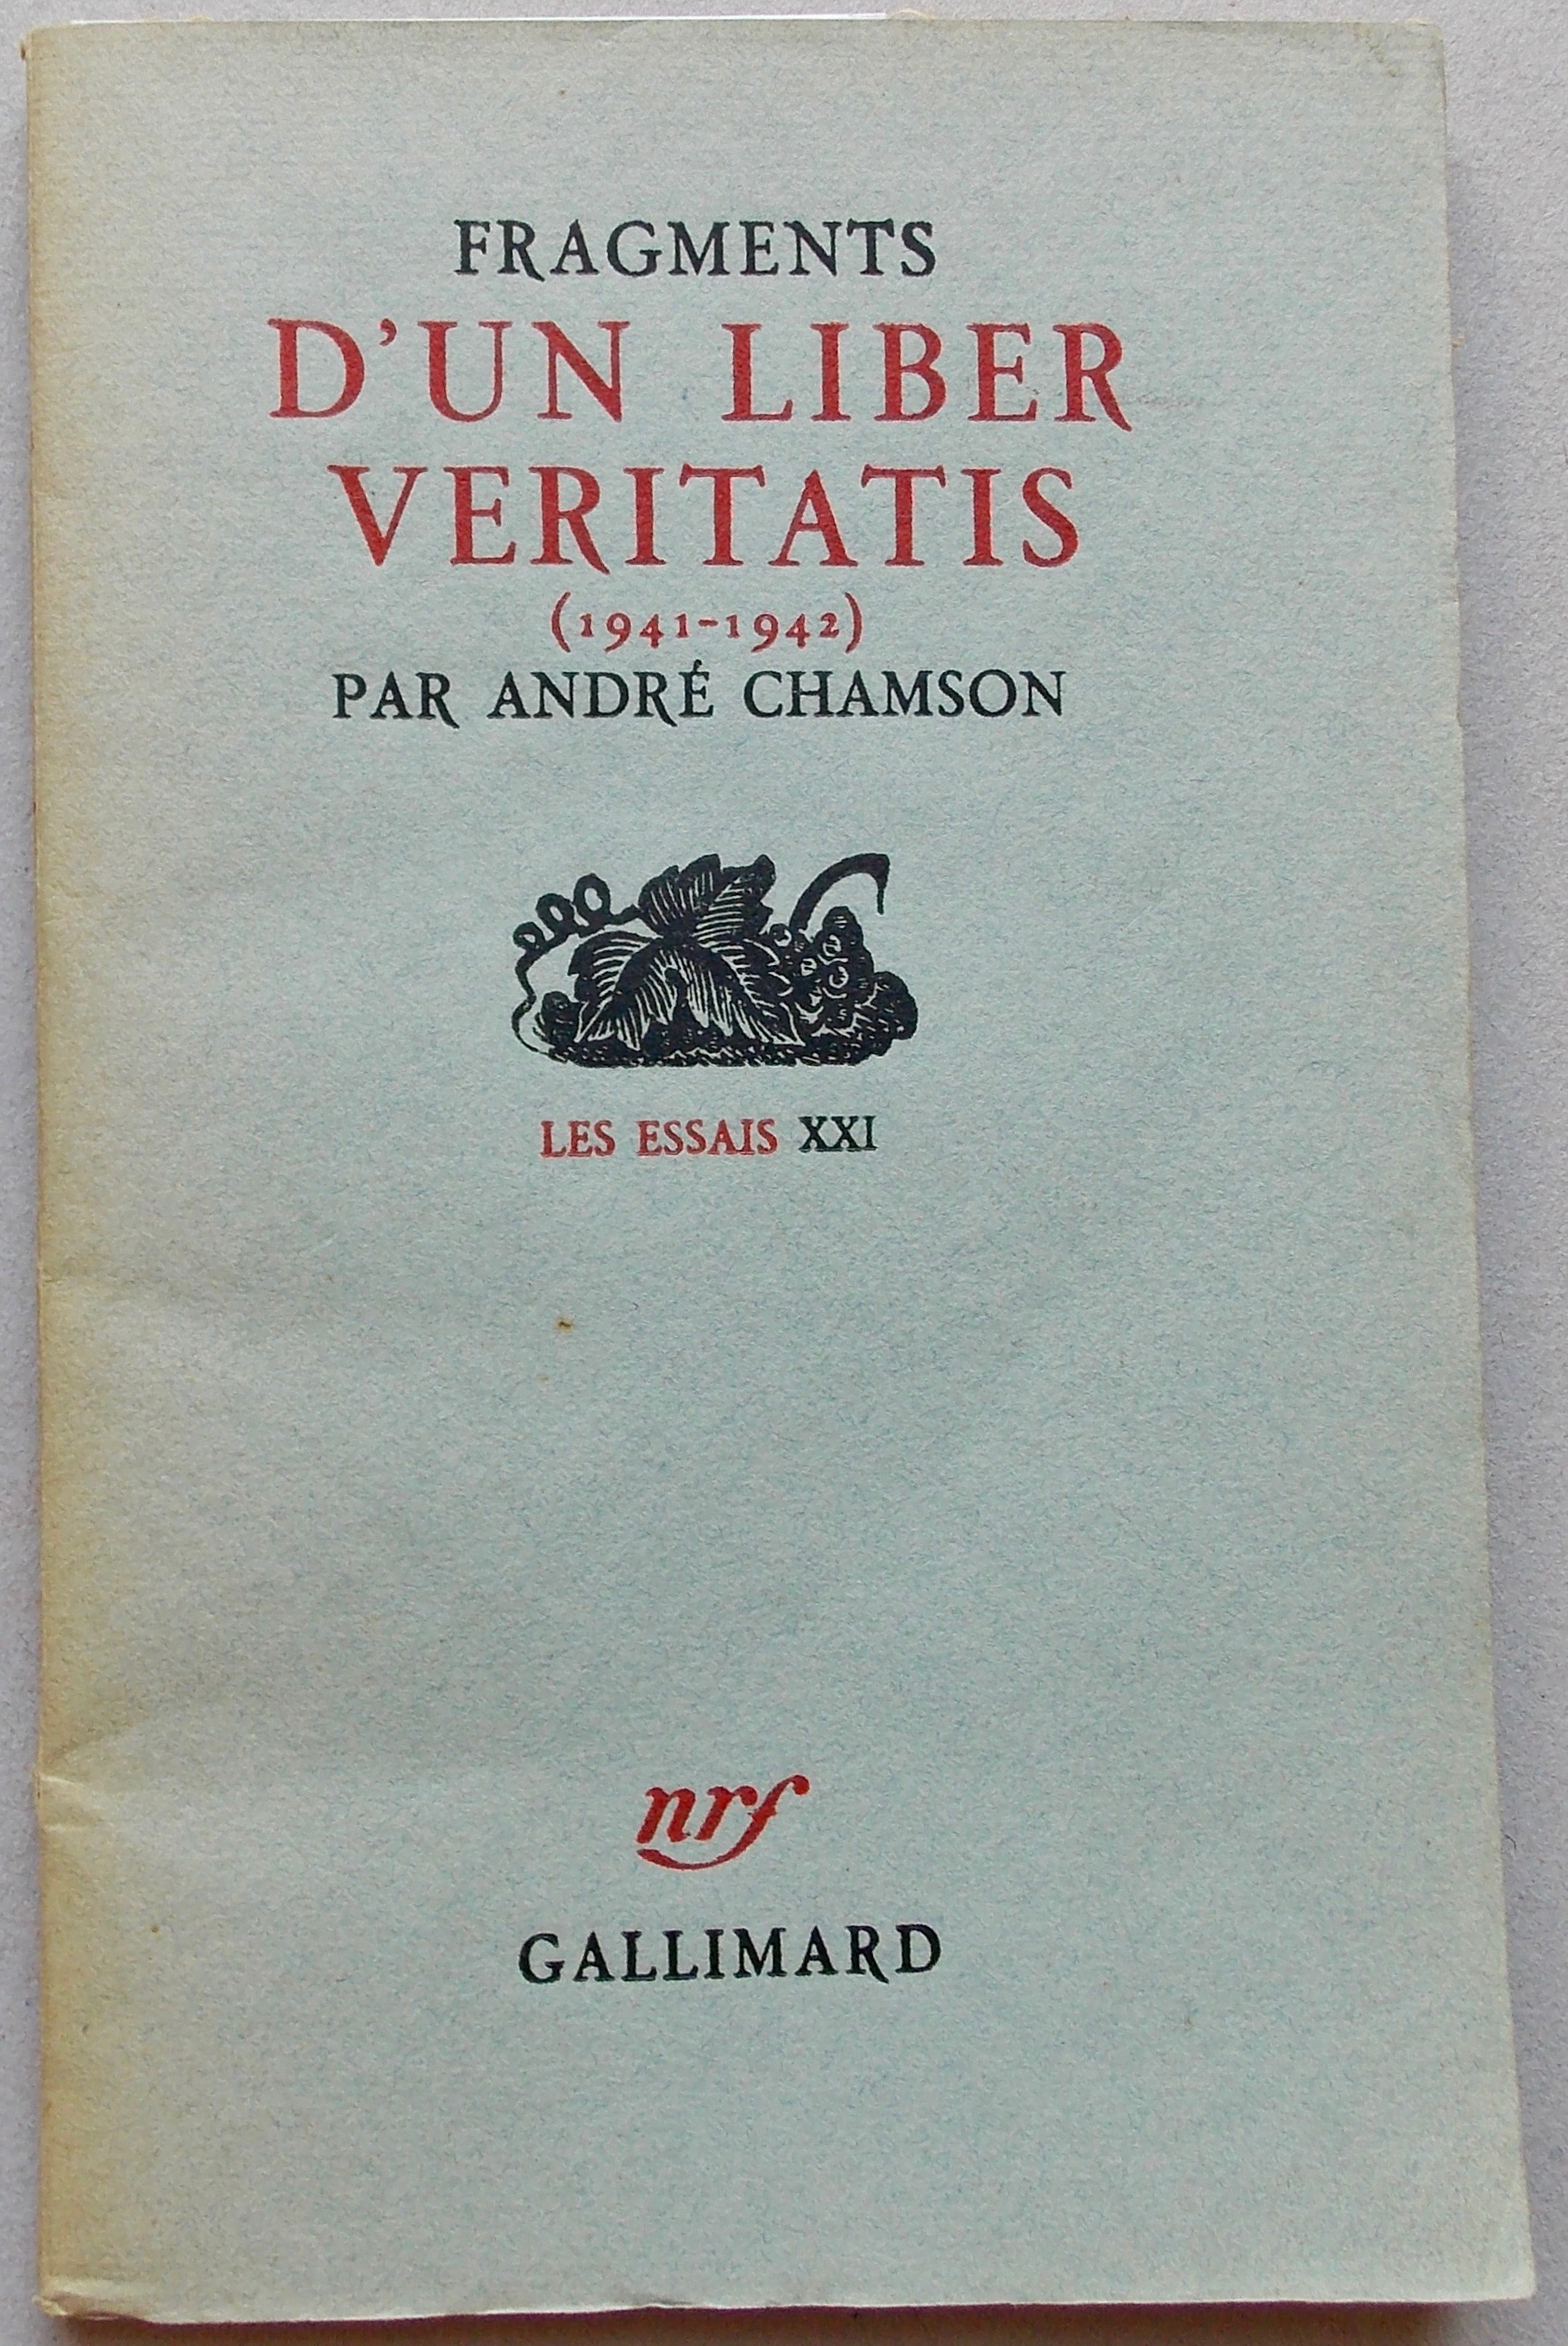 FRAGMENTS
D'UN LIBER
VERITATIS
(1941-1942)
PAR ANDRÉ CHAMSON
LES ESSAIS XXI
nrf
GALLIMARD